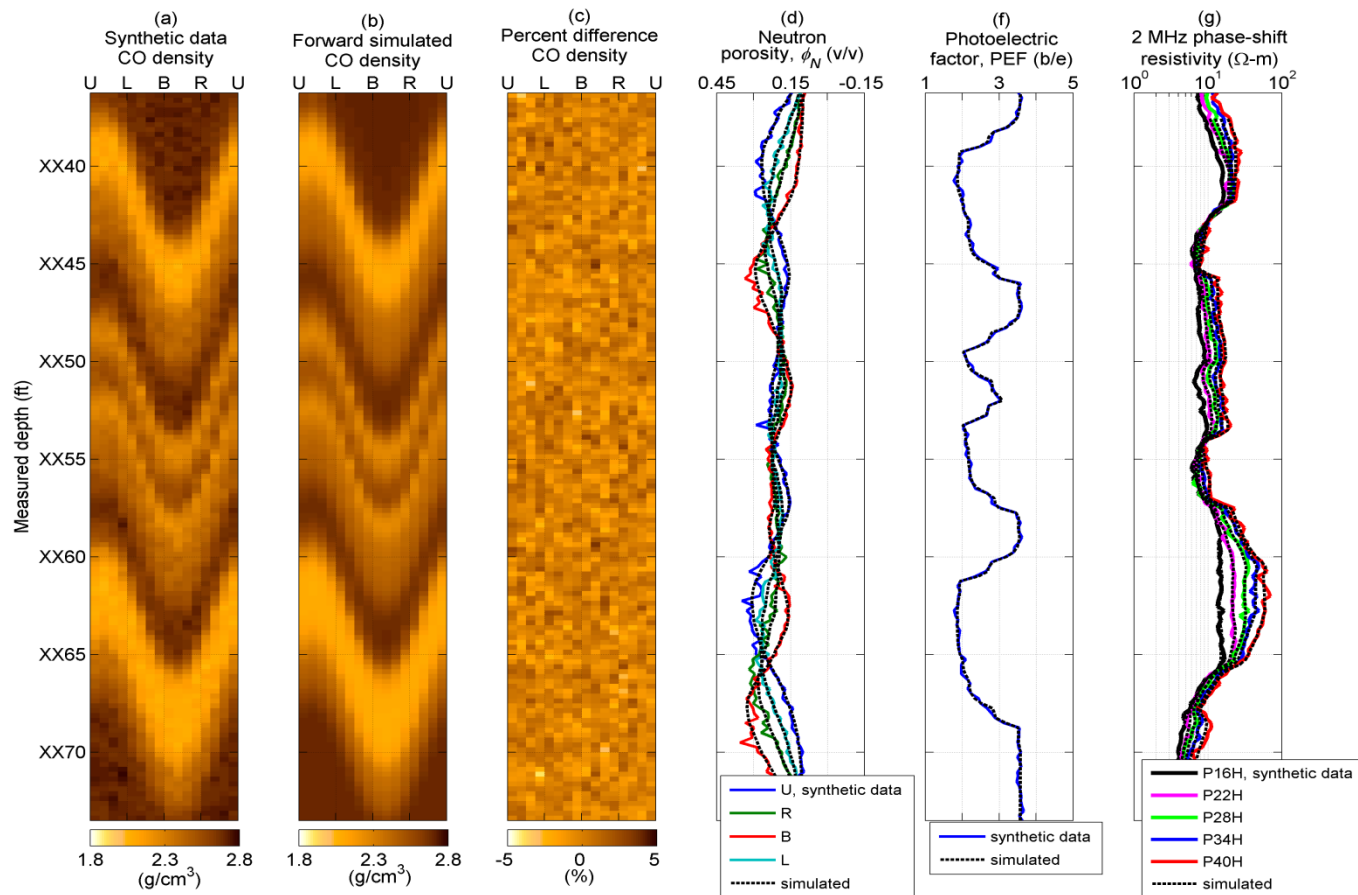 (a)
Synthetic data
CO density
U L B R U
(b)
Forward simulated
CO density
U L B R U
(c)
Percent difference
CO density
U L B R U
(d)
Neutron
porosity, ϕN (v/v)
0.45 0.15 -0.15
(f)
Photoelectric
factor, PEF (b/e)
1 3 5
(g)
2 MHz phase-shift
resistivity (Ω-m)
10^0 10^1 10^2
Measured depth (ft)
XX40
XX45
XX50
XX55
XX60
XX65
XX70
1.8 2.3 2.8
(g/cm³)
1.8 2.3 2.8
(g/cm³)
-5 0 5
(%)
U, synthetic data
R
B
L
simulated
synthetic data
simulated
P16H, synthetic data
P22H
P28H
P34H
P40H
simulated